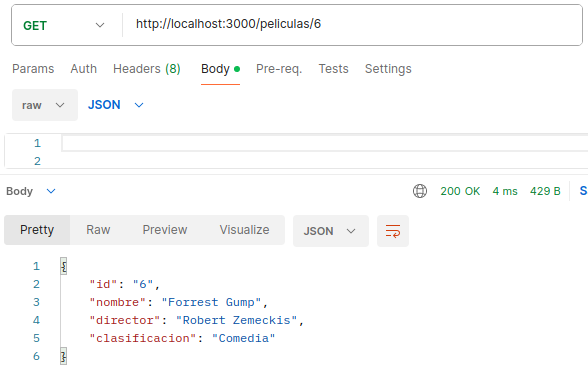 GET http://localhost:3000/peliculas/6
Params Auth Headers (8) Body Pre-req. Tests Settings
raw JSON
1
2
Body 200 OK 4 ms 429 B S
Pretty Raw Preview Visualize JSON
1 {
2 "id": "6",
3 "nombre": "Forrest Gump",
4 "director": "Robert Zemeckis",
5 "clasificacion": "Comedia"
6 }